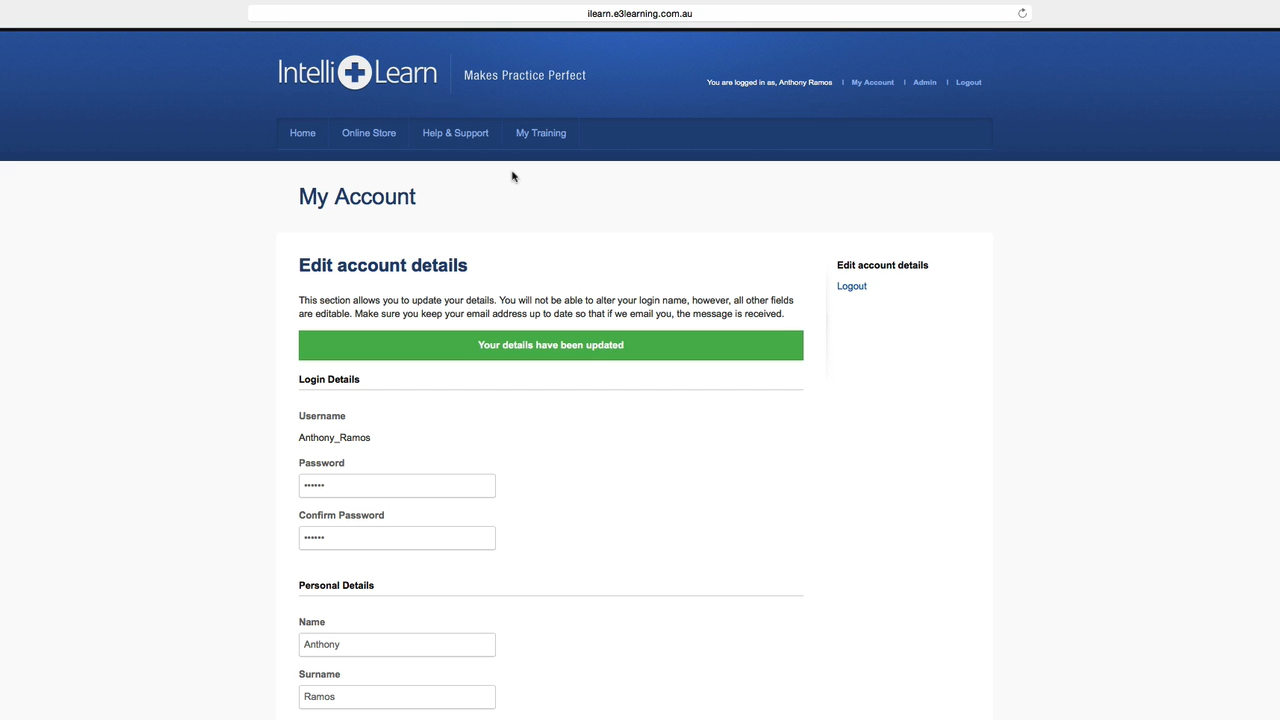 ilearn.e3learning.com.au
Intelli Learn
Makes Practice Perfect
You are logged in as, Anthony Ramos | My Account | Admin | Logout
Home
Online Store
Help & Support
My Training
My Account
Edit account details
This section allows you to update your details. You will not be able to alter your login name, however, all other fields
are editable. Make sure you keep your email address up to date so that if we email you, the message is received.
Your details have been updated
Login Details
Username
Anthony_Ramos
Password
••••••
Confirm Password
••••••
Personal Details
Name
Anthony
Surname
Ramos
Edit account details
Logout